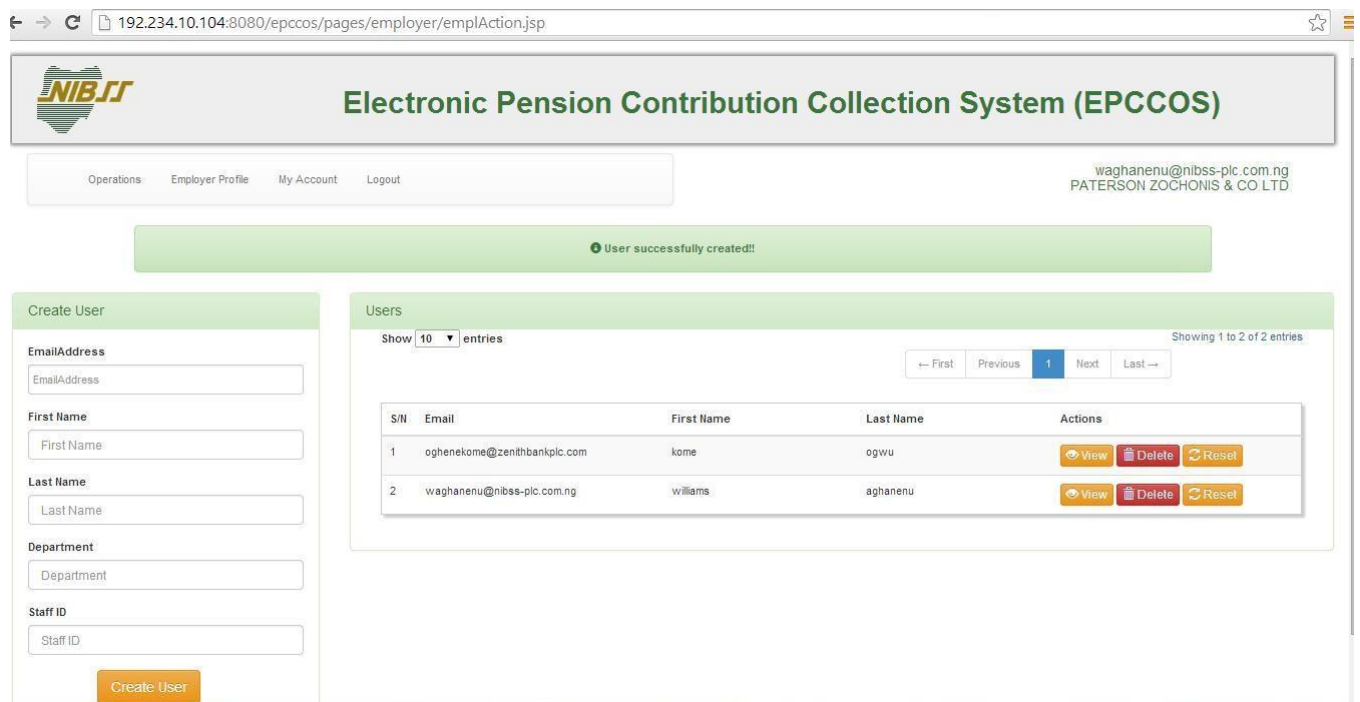 192.234.10.104:8080/epccos/pages/employer/emplAction.jsp
NIBSS
Electronic Pension Contribution Collection System (EPCCOS)
Operations Employer Profile My Account Logout
waghanenu@nibss-plc.com.ng
PATERSON ZOCHONIS & CO LTD
User successfully created!!
Create User
EmailAddress
EmailAddress
First Name
First Name
Last Name
Last Name
Department
Department
Staff ID
Staff ID
Create User
Users
Show 10 entries
Showing 1 to 2 of 2 entries
← First Previous 1 Next Last →
S/N Email First Name Last Name Actions
1 oghenekome@zenithbankplc.com kome ogwu View Delete Reset
2 waghanenu@nibss-plc.com.ng williams aghanenu View Delete Reset